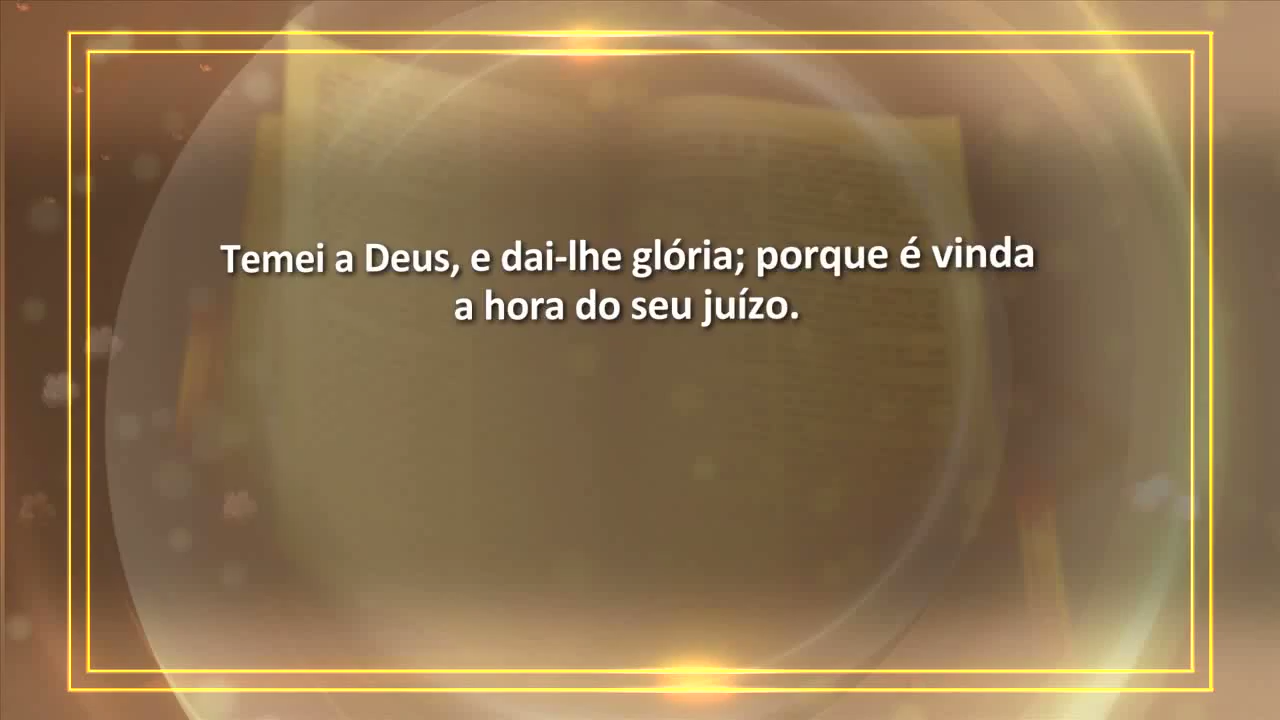 Temei a Deus, e dai-lhe glória; porque é vinda
a hora do seu juízo.